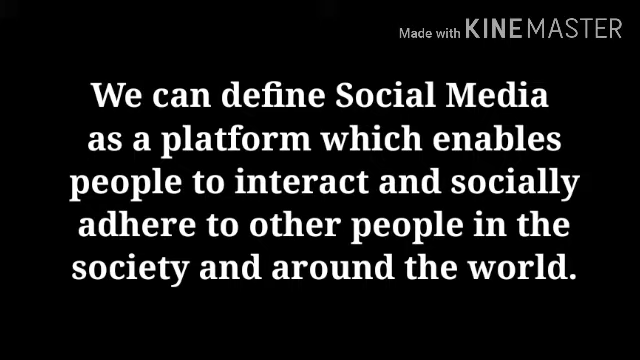 Made with KINEMASTER
We can define Social Media
as a platform which enables
people to interact and socially
adhere to other people in the
society and around the world.